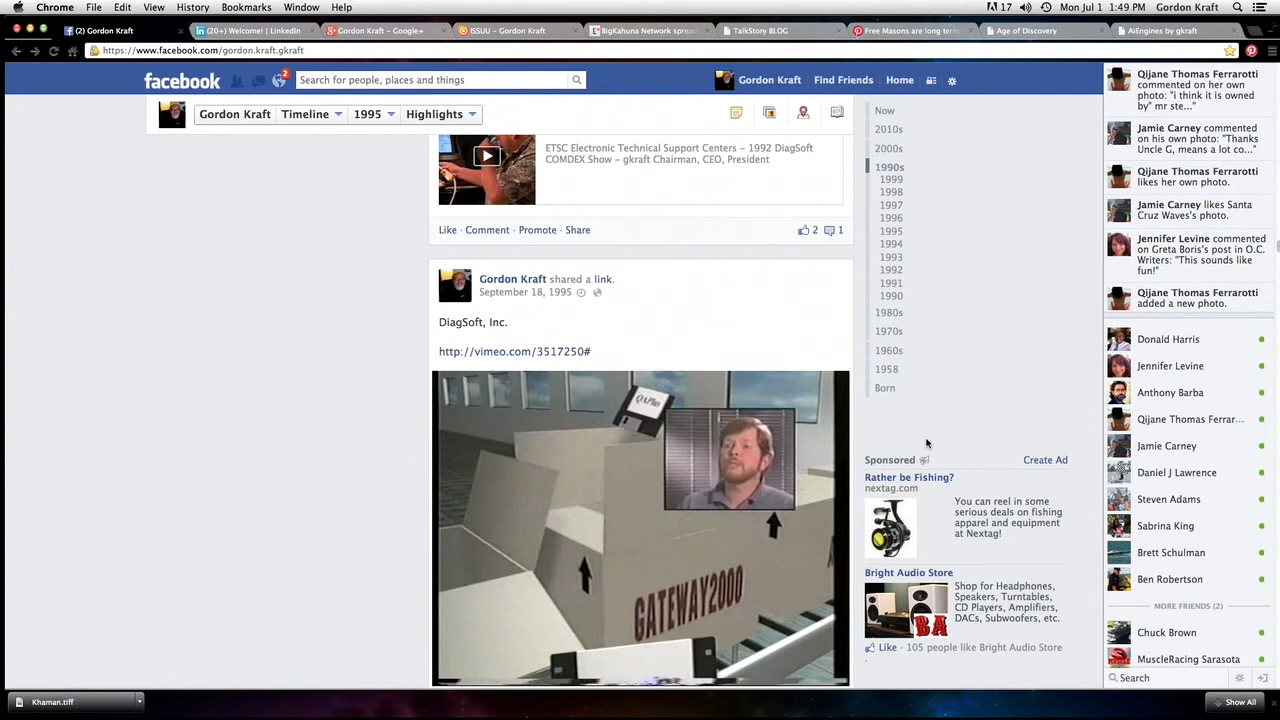 Chrome File Edit View History Bookmarks Window Help 17 Mon Jul 1 1:49 PM Gordon Kraft
(2) Gordon Kraft (20+) Welcome! | LinkedIn Gordon Kraft - Google+ ISSUU - Gordon Kraft BigKahuna Network sprea TalkStory BLOG Free Masons are long term Age of Discovery AiEngines by gkraft
https://www.facebook.com/gordon.kraft.gkraft
facebook 2 Search for people, places and things Gordon Kraft Find Friends Home
Gordon Kraft Timeline 1995 Highlights
ETSC Electronic Technical Support Centers - 1992 DiagSoft
COMDEX Show - gkraft Chairman, CEO, President
Like · Comment · Promote · Share 2 1
Gordon Kraft shared a link.
September 18, 1995
DiagSoft, Inc.
http://vimeo.com/3517250#
QAPlus
GATEWAY2000
Now
2010s
2000s
1990s
1999
1998
1997
1996
1995
1994
1993
1992
1991
1990
1980s
1970s
1960s
1958
Born
Sponsored Create Ad
Rather be Fishing?
nextag.com
You can reel in some
serious deals on fishing
apparel and equipment
at Nextag!
Bright Audio Store
BA
Shop for Headphones,
Speakers, Turntables,
CD Players, Amplifiers,
DACs, Subwoofers, etc.
Like · 105 people like Bright Audio Store
.
Qijane Thomas Ferrarotti
commented on her own
photo: "i think it is owned
by" mr ste..."
Jamie Carney commented
on his own photo: "Thanks
Uncle G, means a lot co..."
Qijane Thomas Ferrarotti
likes her own photo.
Jamie Carney likes Santa
Cruz Waves's photo.
Jennifer Levine commented
on Greta Boris's post in O.C.
Writers: "This sounds like
fun!"
Qijane Thomas Ferrarotti
added a new photo.
Donald Harris
Jennifer Levine
Anthony Barba
Qijane Thomas Ferrar...
Jamie Carney
Daniel J Lawrence
Steven Adams
Sabrina King
Brett Schulman
Ben Robertson
MORE FRIENDS (2)
Chuck Brown
MuscleRacing Sarasota
Search
Khaman.tiff Show All